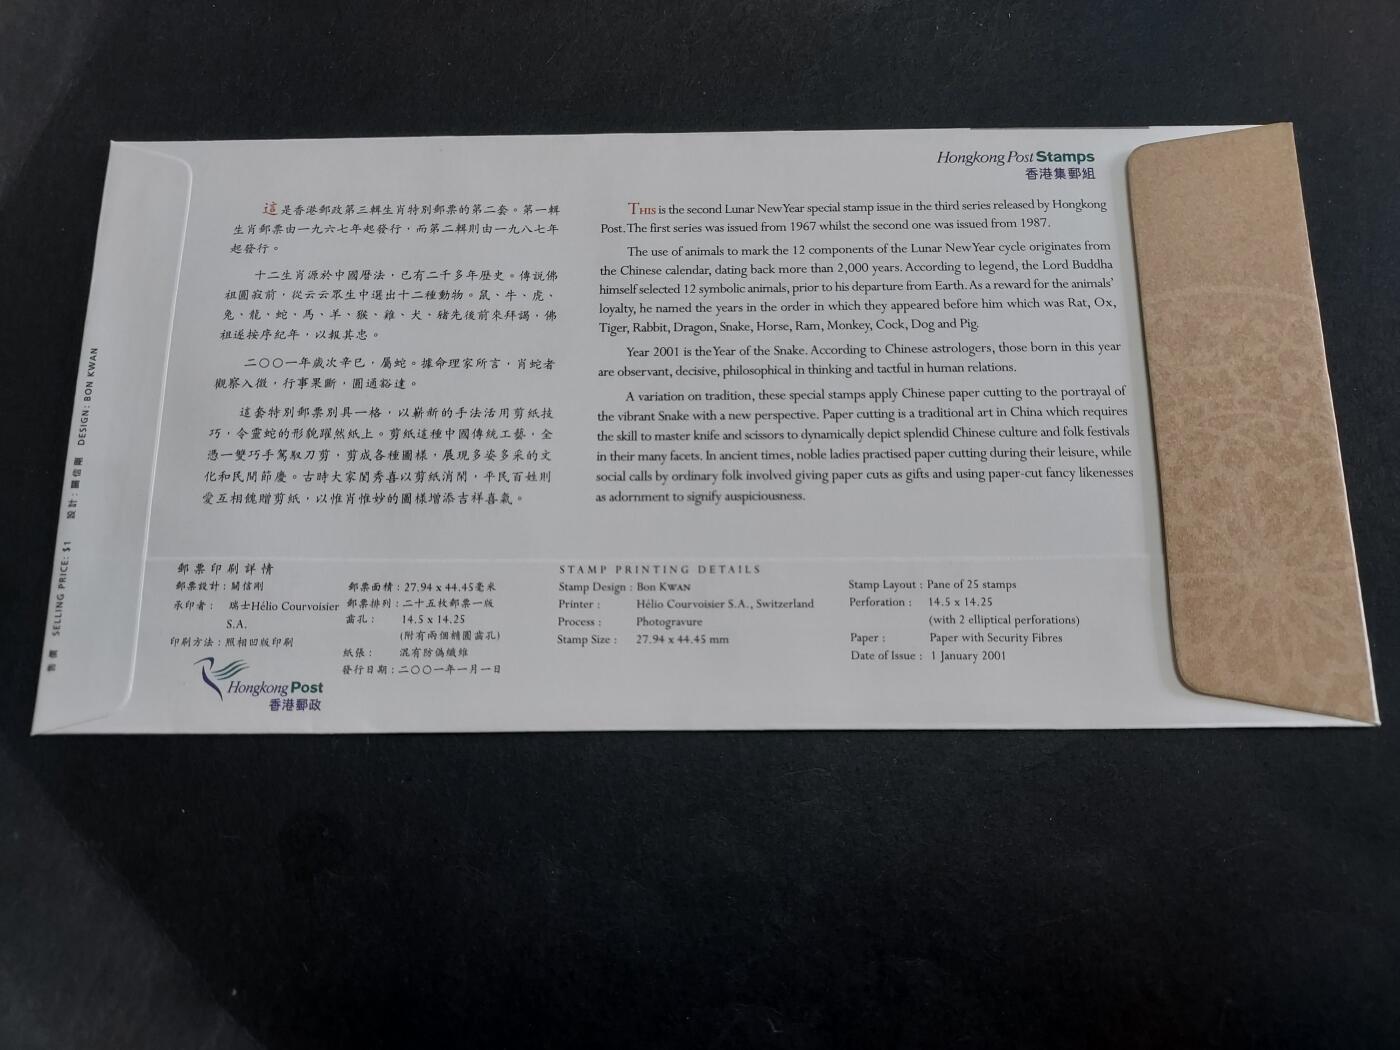 Hongkong Post Stamps
香港集郵組
這是香港郵政第三輯生肖特別郵票的第二套。第一輯
生肖郵票由一九六七年起發行，而第二輯則由一九八七年
起發行。
十二生肖源於中國曆法，已有二千多年歷史。傳說佛
祖圓寂前，從云云眾生中選出十二種動物。鼠、牛、虎、
兔、龍、蛇、馬、羊、猴、雞、犬、豬先後前來拜謁，佛
祖遂按序紀年，以報其忠。
二〇〇一年歲次辛巳，屬蛇。據命理家所言，肖蛇者
觀察入微，行事果斷，圓通豁達。
這套特別郵票別具一格，以嶄新的手法活用剪紙技
巧，令靈蛇的形貌躍然紙上。剪紙這種中國傳統工藝，全
憑一雙巧手駕馭刀剪，剪成各種圖樣，展現多姿多采的文
化和民間節慶。古時大家閨秀喜以剪紙消閒，平民百姓則
愛互相餽贈剪紙，以惟肖惟妙的圖樣增添吉祥喜氣。
THIS is the second Lunar New Year special stamp issue in the third series released by Hongkong
Post. The first series was issued from 1967 whilst the second one was issued from 1987.
The use of animals to mark the 12 components of the Lunar New Year cycle originates from
the Chinese calendar, dating back more than 2,000 years. According to legend, the Lord Buddha
himself selected 12 symbolic animals, prior to his departure from Earth. As a reward for the animals'
loyalty, he named the years in the order in which they appeared before him which was Rat, Ox,
Tiger, Rabbit, Dragon, Snake, Horse, Ram, Monkey, Cock, Dog and Pig.
Year 2001 is the Year of the Snake. According to Chinese astrologers, those born in this year
are observant, decisive, philosophical in thinking and tactful in human relations.
A variation on tradition, these special stamps apply Chinese paper cutting to the portrayal of
the vibrant Snake with a new perspective. Paper cutting is a traditional art in China which requires
the skill to master knife and scissors to dynamically depict splendid Chinese culture and folk festivals
in their many facets. In ancient times, noble ladies practised paper cutting during their leisure, while
social calls by ordinary folk involved giving paper cuts as gifts and using paper-cut fancy likenesses
as adornment to signify auspiciousness.
郵票印刷詳情
郵票設計：關信剛
承印者： 瑞士Hélio Courvoisier
S.A.
印刷方法：照相凹版印刷
郵票面積：27.94 x 44.45毫米
郵票排列：二十五枚郵票一版
齒孔： 14.5 x 14.25
(附有兩個橢圓齒孔)
紙張： 混有防偽纖維
發行日期：二〇〇一年一月一日
STAMP PRINTING DETAILS
Stamp Design : Bon KWAN
Printer : Hélio Courvoisier S.A., Switzerland
Process : Photogravure
Stamp Size : 27.94 x 44.45 mm
Stamp Layout : Pane of 25 stamps
Perforation : 14.5 x 14.25
(with 2 elliptical perforations)
Paper : Paper with Security Fibres
Date of Issue : 1 January 2001
Hongkong Post
香港郵政
售價 SELLING PRICE: $1 設計：關信剛 DESIGN: BON KWAN